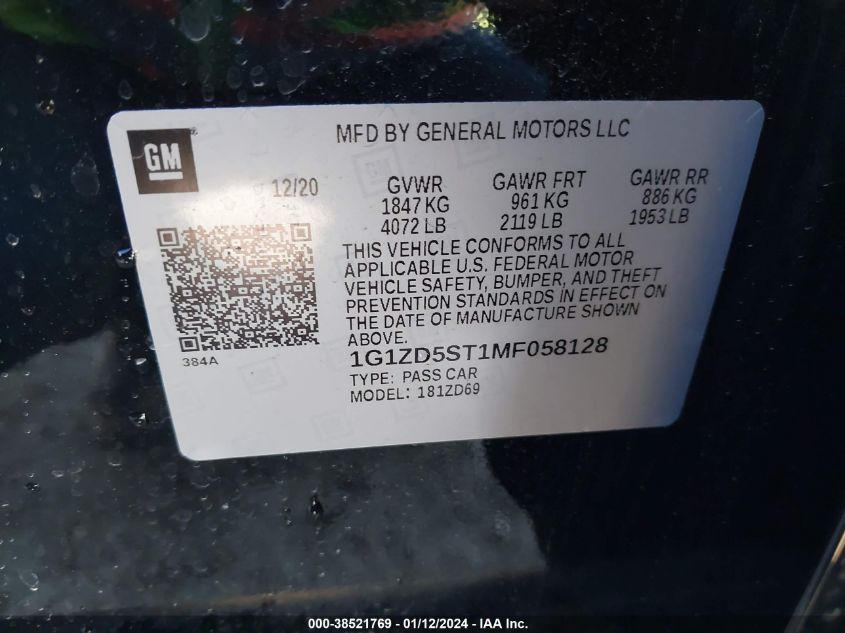 GM
MFD BY GENERAL MOTORS LLC
12/20
GVWR
1847 KG
4072 LB
GAWR FRT
961 KG
2119 LB
GAWR RR
886 KG
1953 LB
THIS VEHICLE CONFORMS TO ALL
APPLICABLE U.S. FEDERAL MOTOR
VEHICLE SAFETY, BUMPER, AND THEFT
PREVENTION STANDARDS IN EFFECT ON
THE DATE OF MANUFACTURE SHOWN
ABOVE.
384A
1G1ZD5ST1MF058128
TYPE: PASS CAR
MODEL: 181ZD69
000-38521769 - 01/12/2024 - IAA Inc.